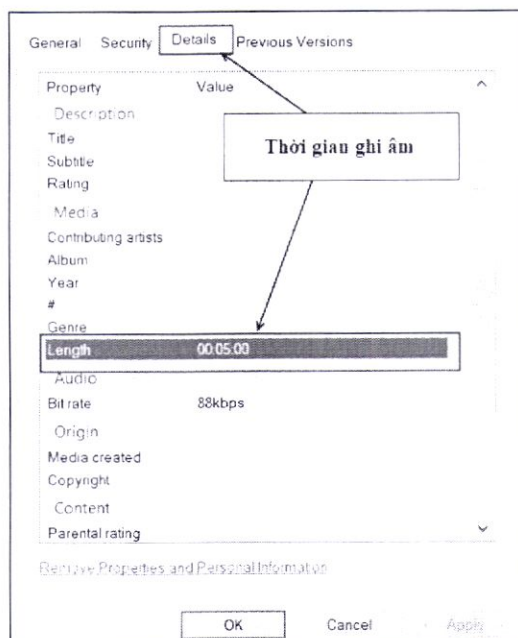 General Security Details Previous Versions
Property Value
Description
Title
Subtitle
Rating
Thời gian ghi âm
Media
Contributing artists
Album
Year
#
Genre
Length 00:05:00
Audio
Bit rate 88kbps
Origin
Media created
Copyright
Content
Parental rating
Remove Properties and Personal Information
OK Cancel Apply